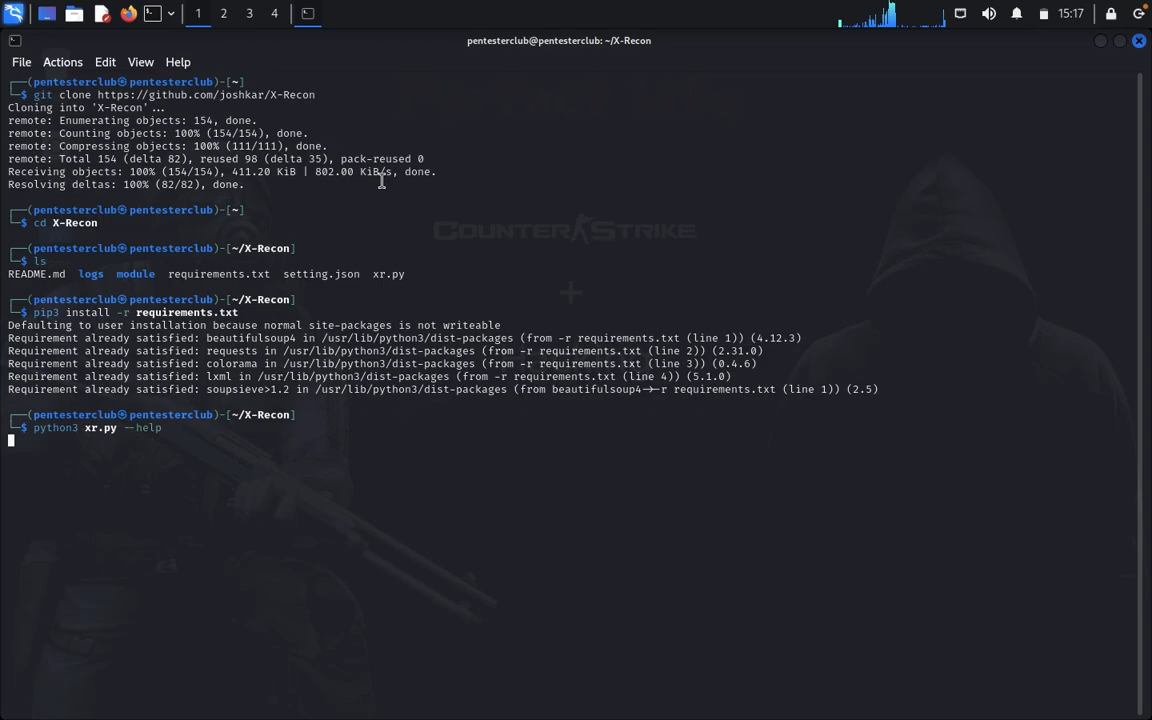 1 2 3 4 15:17
pentesterclub@pentesterclub: ~/X-Recon
File Actions Edit View Help
┌──(pentesterclub㉿pentesterclub)-[~]
└─$ git clone https://github.com/joshkar/X-Recon
Cloning into 'X-Recon'...
remote: Enumerating objects: 154, done.
remote: Counting objects: 100% (154/154), done.
remote: Compressing objects: 100% (111/111), done.
remote: Total 154 (delta 82), reused 98 (delta 35), pack-reused 0
Receiving objects: 100% (154/154), 411.20 KiB | 802.00 KiB/s, done.
Resolving deltas: 100% (82/82), done.
┌──(pentesterclub㉿pentesterclub)-[~]
└─$ cd X-Recon
COUNTER STRIKE
┌──(pentesterclub㉿pentesterclub)-[~/X-Recon]
└─$ ls
README.md logs module requirements.txt setting.json xr.py
┌──(pentesterclub㉿pentesterclub)-[~/X-Recon]
└─$ pip3 install -r requirements.txt
Defaulting to user installation because normal site-packages is not writeable
Requirement already satisfied: beautifulsoup4 in /usr/lib/python3/dist-packages (from -r requirements.txt (line 1)) (4.12.3)
Requirement already satisfied: requests in /usr/lib/python3/dist-packages (from -r requirements.txt (line 2)) (2.31.0)
Requirement already satisfied: colorama in /usr/lib/python3/dist-packages (from -r requirements.txt (line 3)) (0.4.6)
Requirement already satisfied: lxml in /usr/lib/python3/dist-packages (from -r requirements.txt (line 4)) (5.1.0)
Requirement already satisfied: soupsieve>1.2 in /usr/lib/python3/dist-packages (from beautifulsoup4->-r requirements.txt (line 1)) (2.5)
┌──(pentesterclub㉿pentesterclub)-[~/X-Recon]
└─$ python3 xr.py --help